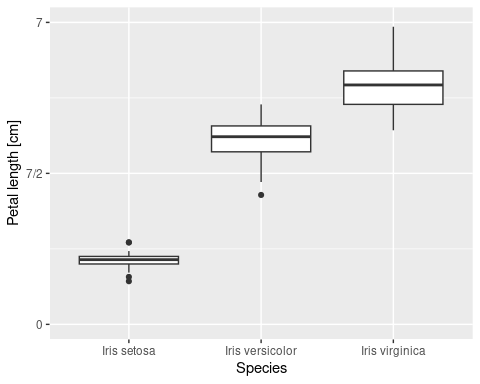 7
7/2
0
Petal length [cm]
Iris setosa
Iris versicolor
Iris virginica
Species